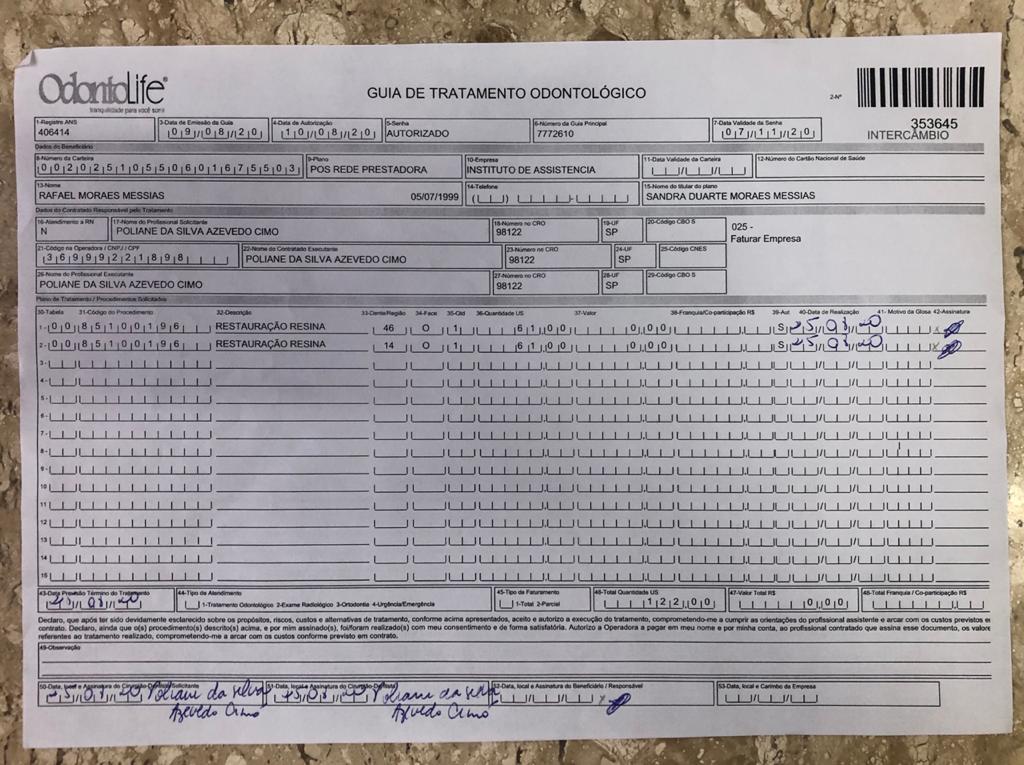 OdontoLife®
tranquilidade para você sorrir
GUIA DE TRATAMENTO ODONTOLÓGICO
2-Nº
353645
INTERCÂMBIO
1-Registro ANS 3-Data de Emissão da Guia 4-Data de Autorização 5-Senha 6-Número da Guia Principal 7-Data Validade da Senha
406414 09/08/20 10/08/20 AUTORIZADO 7772610 07/11/20
Dados do Beneficiário
8-Número da Carteira 9-Plano 10-Empresa 11-Data Validade da Carteira 12-Número do Cartão Nacional de Saúde
00202510550601675503 POS REDE PRESTADORA INSTITUTO DE ASSISTENCIA
13-Nome 14-Telefone 15-Nome do titular do plano
RAFAEL MORAES MESSIAS 05/07/1999 SANDRA DUARTE MORAES MESSIAS
Dados do Contratado Responsável pelo Tratamento
16-Atendimento a RN 17-Nome do Profissional Solicitante 18-Número no CRO 19-UF 20-Código CBO S
N POLIANE DA SILVA AZEVEDO CIMO 98122 SP
025 -
Faturar Empresa
21-Código na Operadora / CNPJ / CPF 22-Nome do Contratado Executante 23-Número no CRO 24-UF 25-Código CNES
36999221898 POLIANE DA SILVA AZEVEDO CIMO 98122 SP
26-Nome do Profissional Executante 27-Número no CRO 28-UF 29-Código CBO S
POLIANE DA SILVA AZEVEDO CIMO 98122 SP
Plano de Tratamento / Procedimentos Solicitados
30-Tabela 31-Código do Procedimento 32-Descrição 33-Dente/Região 34-Face 35-Qtd 36-Quantidade US 37-Valor 38-Franquia/Co-participação R$ 39-Aut 40-Data de Realização 41- Motivo da Glosa 42-Assinatura
1- 00 85100196 RESTAURAÇÃO RESINA 46 O 1 61,00 0,00 S
2- 00 85100196 RESTAURAÇÃO RESINA 14 O 1 61,00 0,00 S
3-
4-
5-
6-
7-
8-
9-
10
11
12
13
14
15
43-Data Previsão Término do Tratamento 44-Tipo de Atendimento 45-Tipo de Faturamento 46-Total Quantidade US 47-Valor Total R$ 48-Total Franquia / Co-participação R$
1-Tratamento Odontológico 2-Exame Radiológico 3-Ortodontia 4-Urgência/Emergência 1-Total 2-Parcial 122,00 0,00
Declaro, que após ter sido devidamente esclarecido sobre os propósitos, riscos, custos e alternativas de tratamento, conforme acima apresentados, aceito e autorizo a execução do tratamento, comprometendo-me a cumprir as orientações do profissional assistente e arcar com os custos previstos em
contrato. Declaro, ainda que o(s) procedimento(s) descrito(s) acima, e por mim assinado(s), foi/foram realizado(s) com meu consentimento e de forma satisfatória. Autorizo a Operadora a pagar em meu nome e por minha conta, ao profissional contratado que assina esse documento, os valores
referentes ao tratamento realizado, comprometendo-me a arcar com os custos conforme previsto em contrato.
49-Observação
50-Data, local e Assinatura do Cirurgião-Dentista Solicitante 51-Data, local e Assinatura do Cirurgião-Dentista 52-Data, local e Assinatura do Beneficiário / Responsável 53-Data, local e Carimbo da Empresa
Poliane da Silva Poliane da Silva
Azevedo Cimo Azevedo Cimo